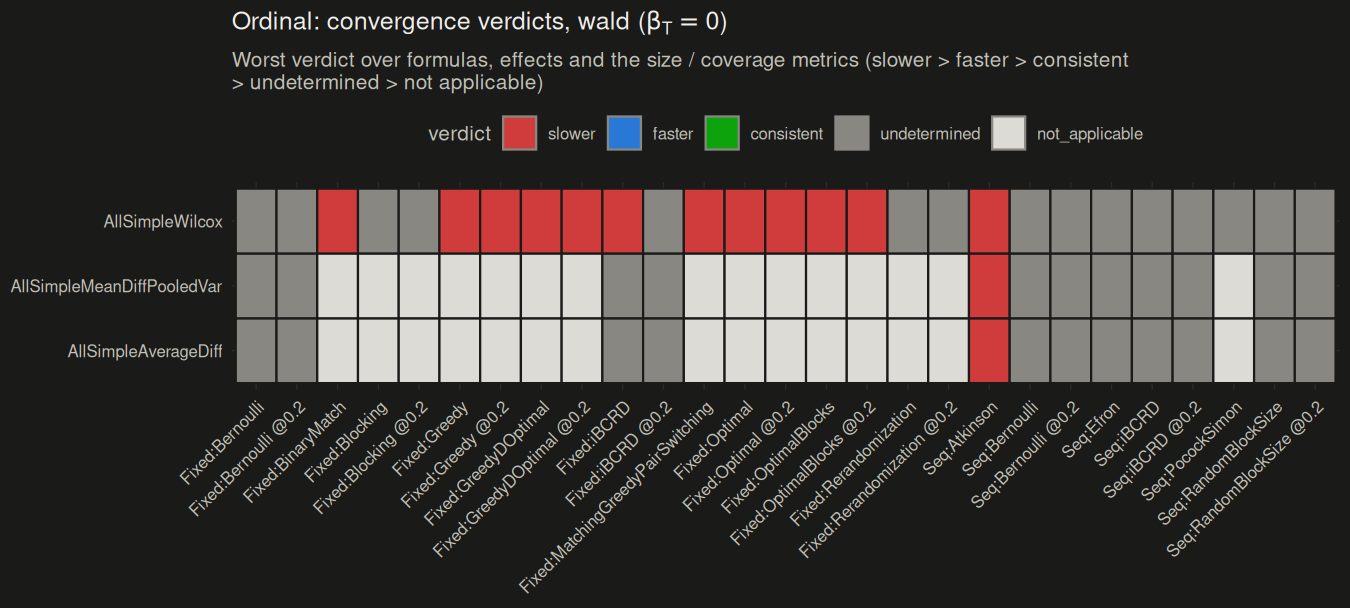 Ordinal: convergence verdicts, wald (β_T = 0)
Worst verdict over formulas, effects and the size / coverage metrics (slower > faster > consistent
> undetermined > not applicable)
verdict slower faster consistent undetermined not_applicable
AllSimpleWilcox
AllSimpleMeanDiffPooledVar
AllSimpleAverageDiff
Fixed:Bernoulli
Fixed:Bernoulli @0.2
Fixed:BinaryMatch
Fixed:Blocking
Fixed:Blocking @0.2
Fixed:Greedy
Fixed:Greedy @0.2
Fixed:GreedyDOptimal
Fixed:GreedyDOptimal @0.2
Fixed:iBCRD
Fixed:iBCRD @0.2
Fixed:MatchingGreedyPairSwitching
Fixed:Optimal
Fixed:Optimal @0.2
Fixed:OptimalBlocks
Fixed:OptimalBlocks @0.2
Fixed:Rerandomization
Fixed:Rerandomization @0.2
Seq:Atkinson
Seq:Bernoulli
Seq:Bernoulli @0.2
Seq:Efron
Seq:iBCRD
Seq:iBCRD @0.2
Seq:PocockSimon
Seq:RandomBlockSize
Seq:RandomBlockSize @0.2